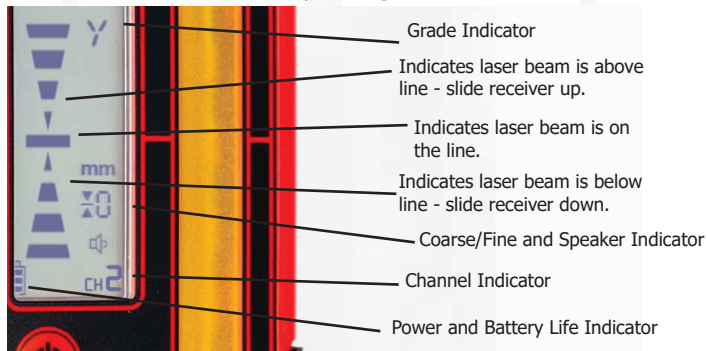 Grade Indicator
Y
Indicates laser beam is above
line - slide receiver up.
Indicates laser beam is on
the line.
mm
0
Indicates laser beam is below
line - slide receiver down.
Coarse/Fine and Speaker Indicator
CH2
Channel Indicator
Power and Battery Life Indicator